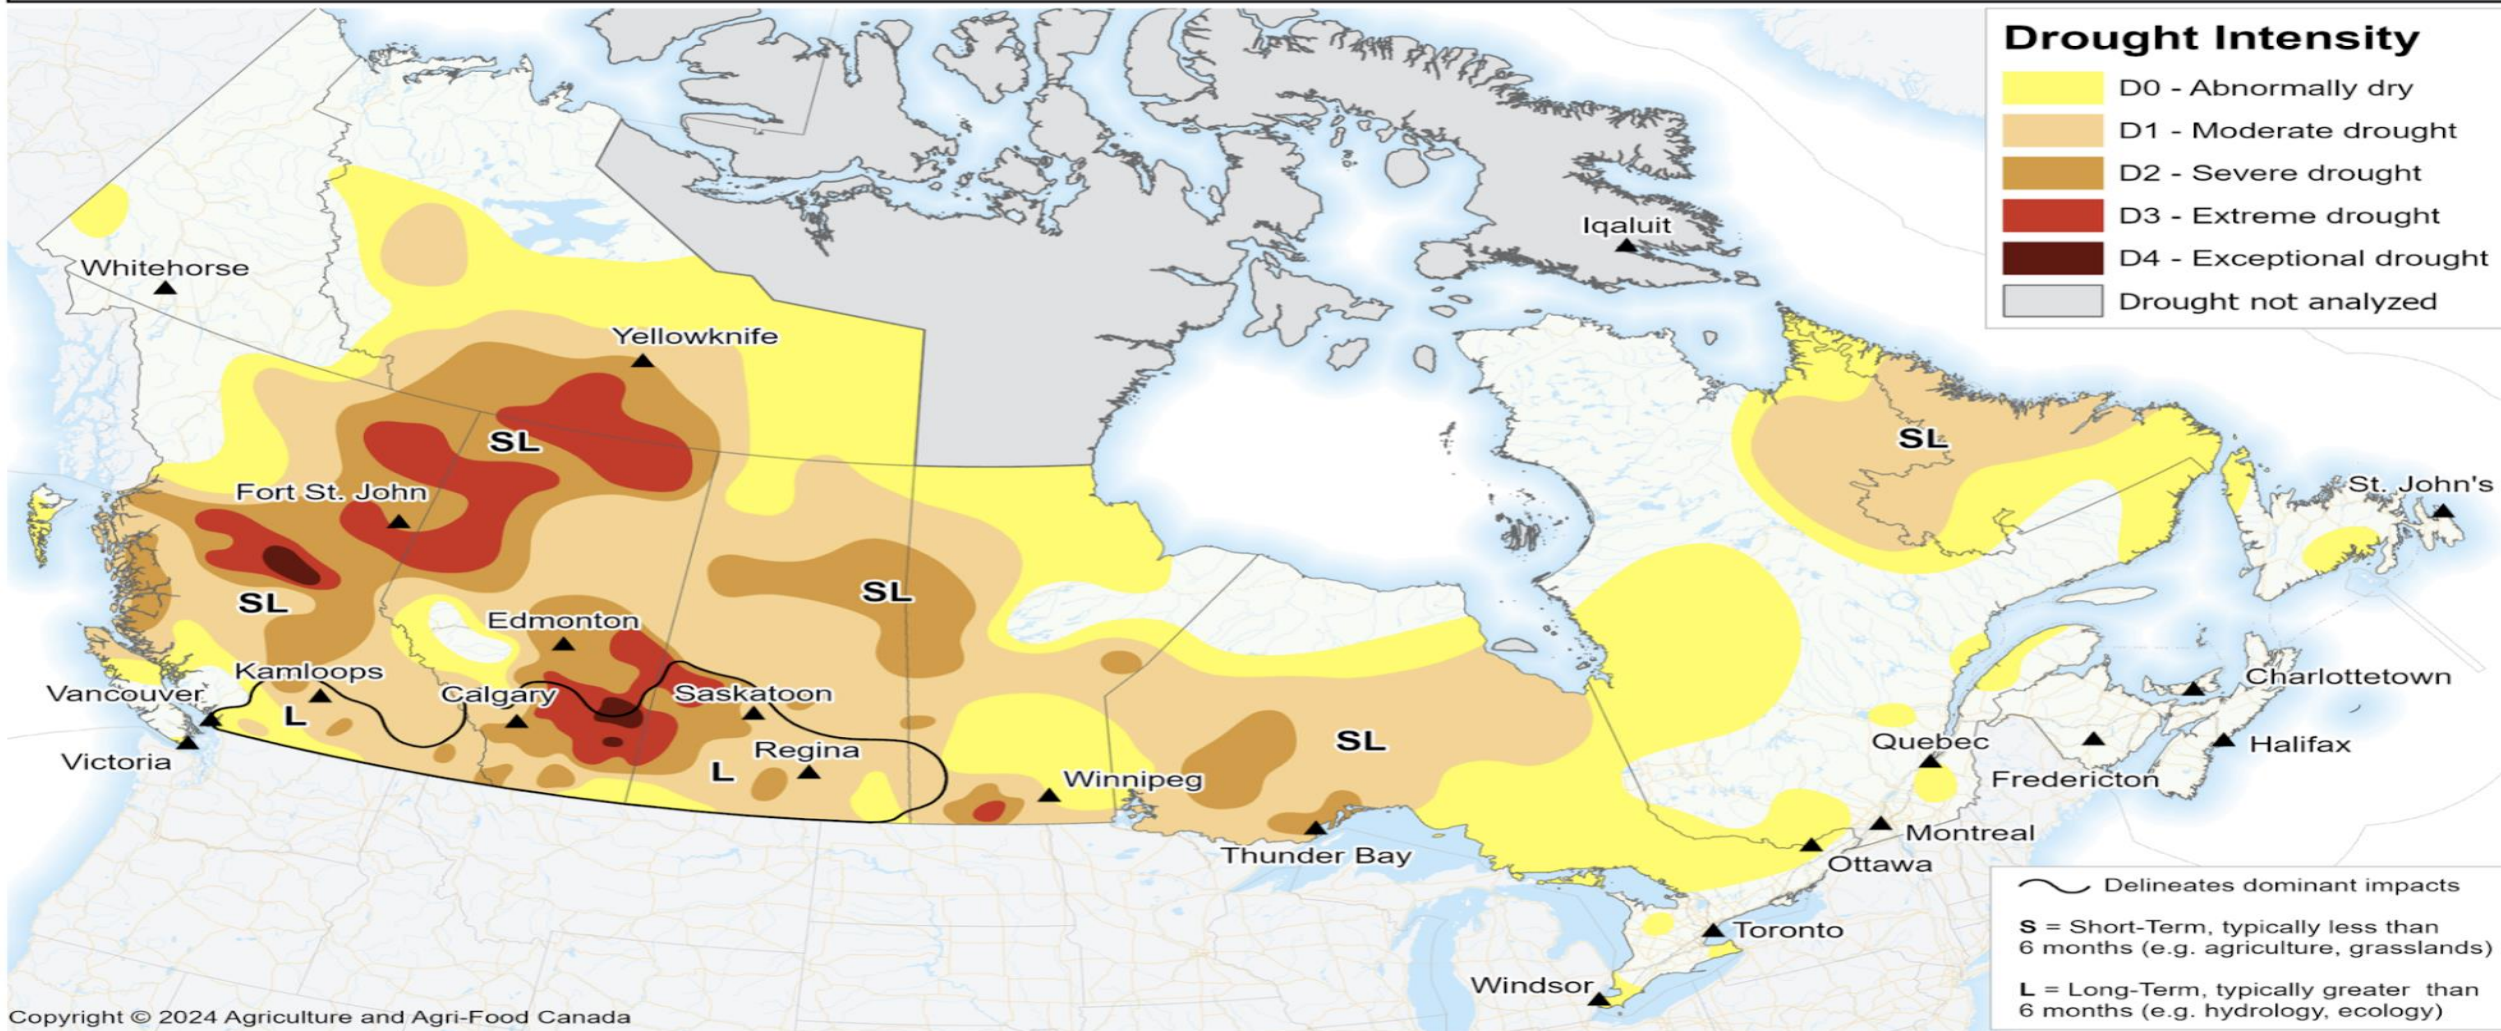 Drought Intensity
D0 - Abnormally dry
D1 - Moderate drought
D2 - Severe drought
D3 - Extreme drought
D4 - Exceptional drought
Drought not analyzed
Iqaluit
Whitehorse
Yellowknife
SL
SL
Fort St. John
St. John's
SL
SL
Edmonton
Kamloops
Calgary
Saskatoon
Vancouver
L
Charlottetown
Victoria
Regina
SL
Quebec
Halifax
L
Winnipeg
Fredericton
Montreal
Thunder Bay
Ottawa
Toronto
Windsor
Delineates dominant impacts
S = Short-Term, typically less than
6 months (e.g. agriculture, grasslands)
L = Long-Term, typically greater than
6 months (e.g. hydrology, ecology)
Copyright © 2024 Agriculture and Agri-Food Canada